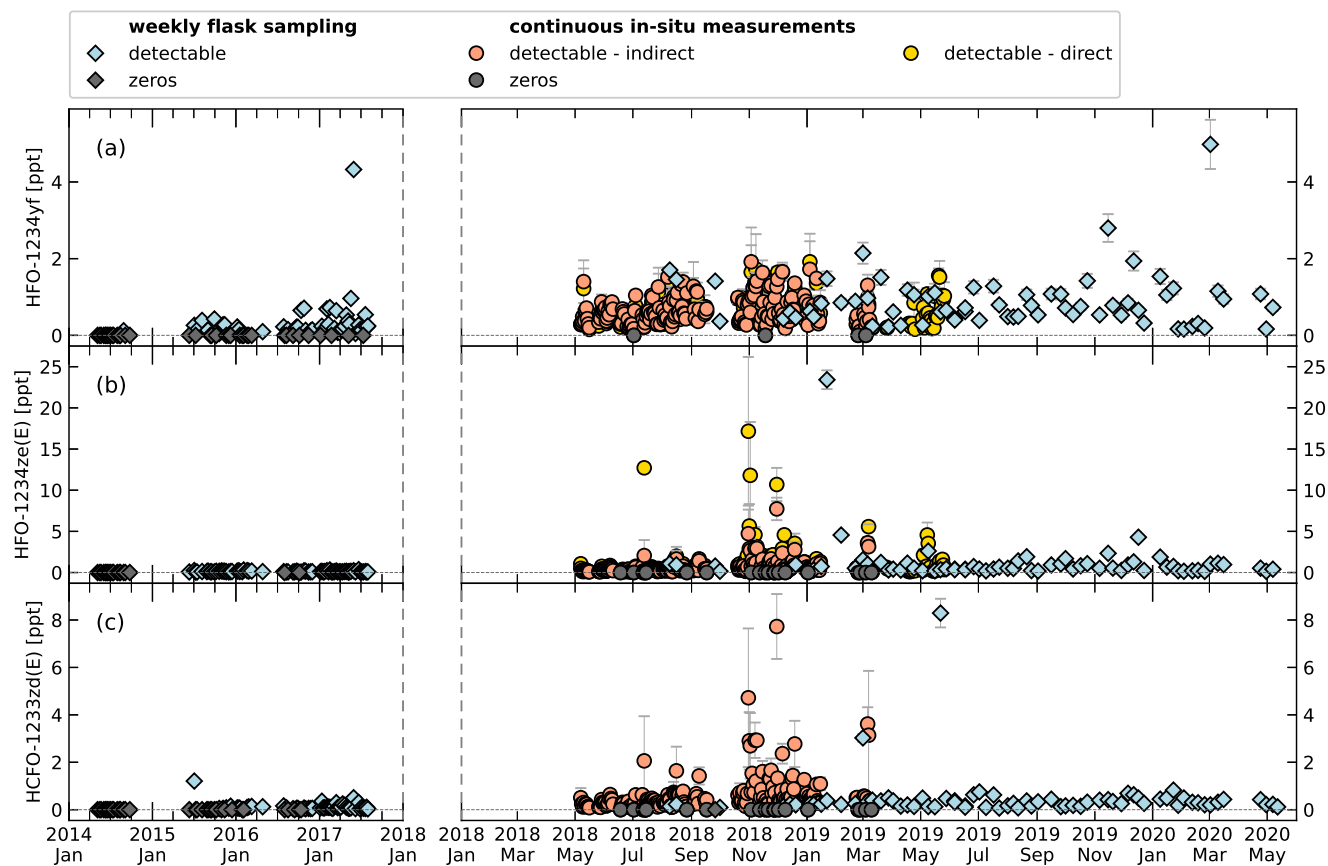 weekly flask sampling continuous in-situ measurements
detectable detectable - indirect detectable - direct
zeros zeros
(a)
HFO-1234yf [ppt]
4 4
2 2
0 0
(b)
HFO-1234ze(E) [ppt]
25 25
20 20
15 15
10 10
5 5
0 0
(c)
HCFO-1233zd(E) [ppt]
8 8
6 6
4 4
2 2
0 0
2014 2015 2016 2017 2018 2018 2018 2018 2018 2018 2018 2019 2019 2019 2019 2019 2019 2020 2020 2020
Jan Jan Jan Jan Jan Jan Mar May Jul Sep Nov Jan Mar May Jul Sep Nov Jan Mar May